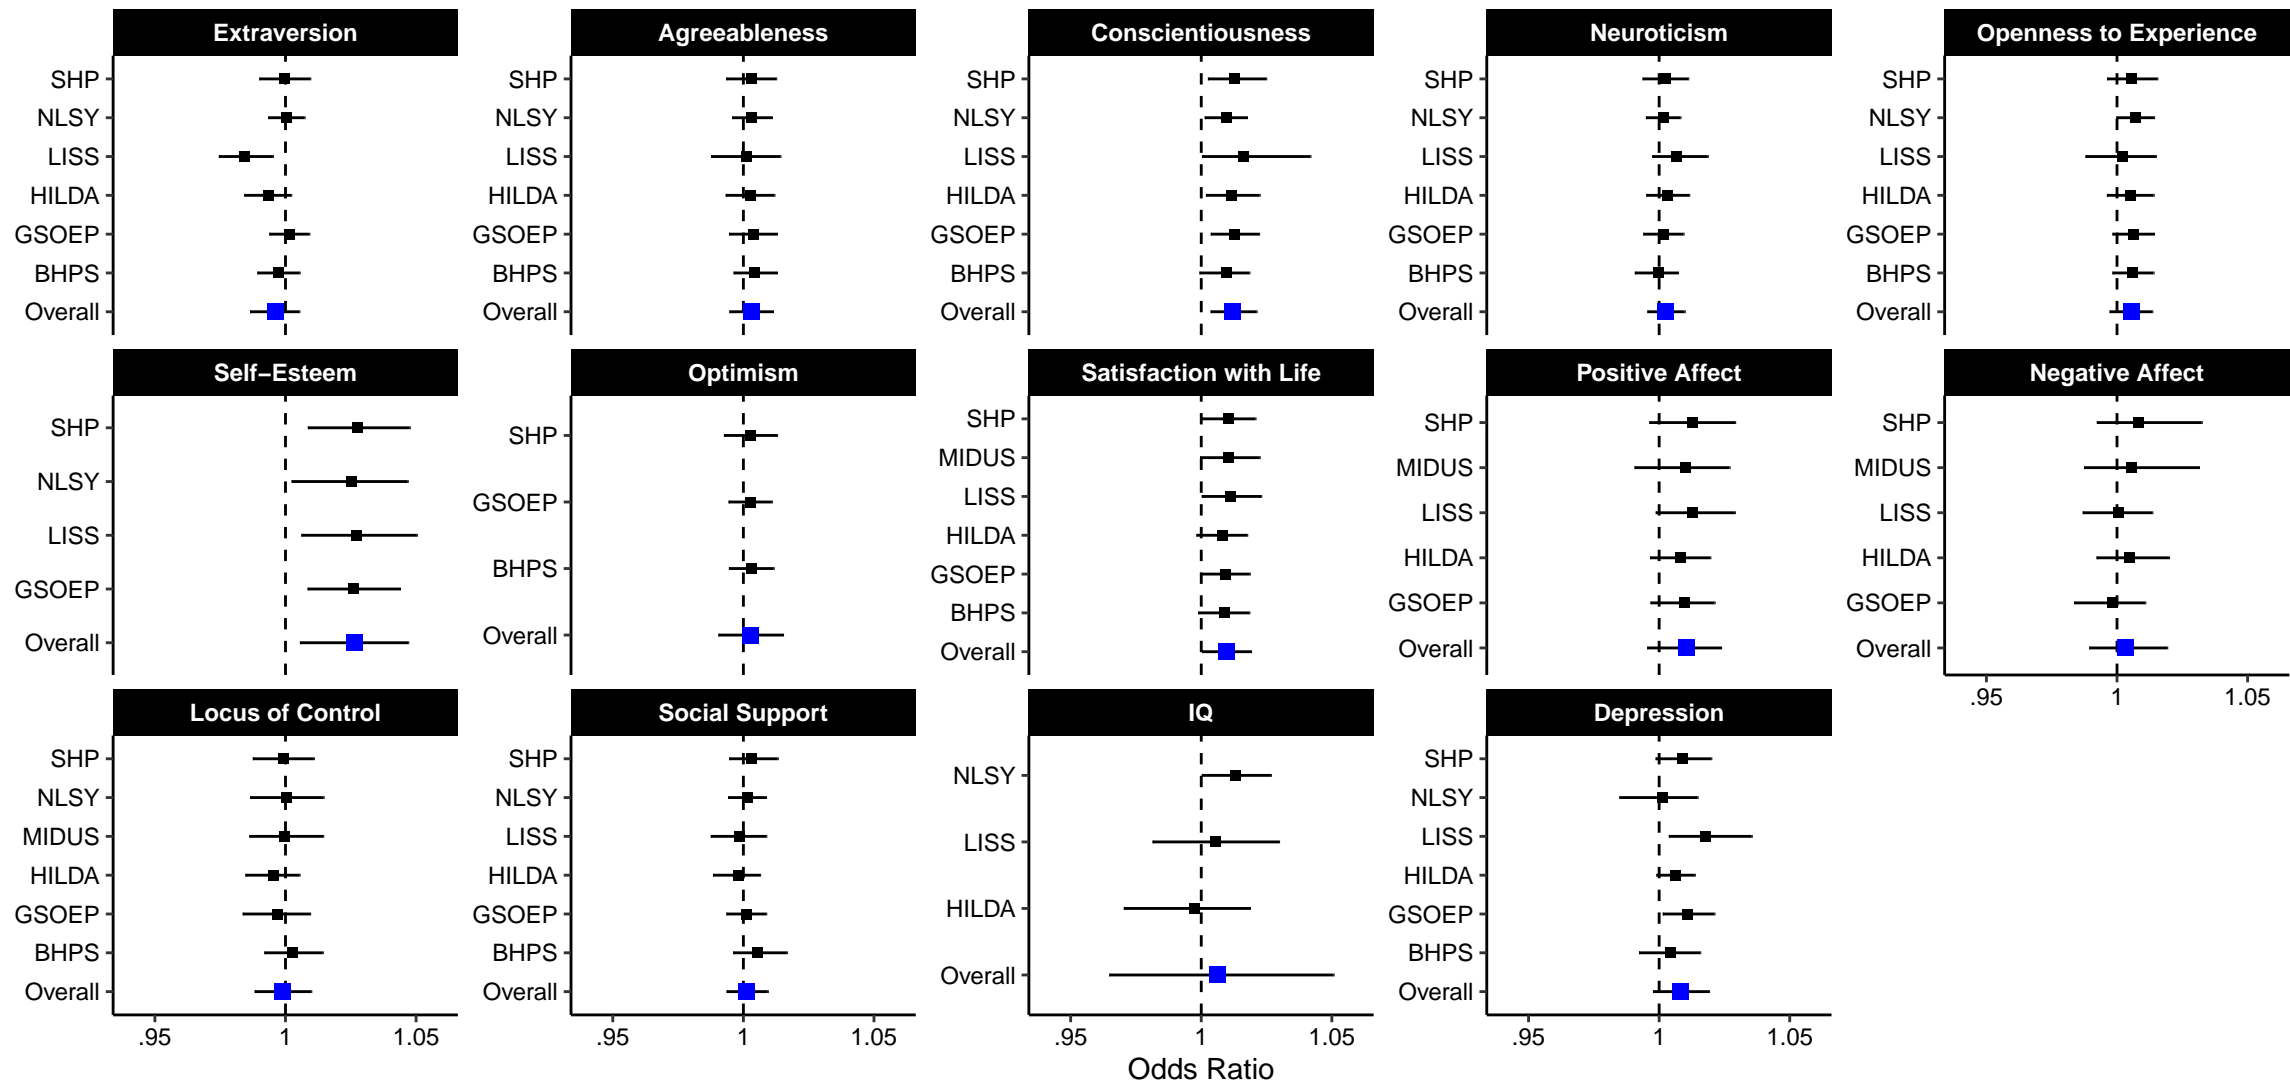 Extraversion
SHP
NLSY
LISS
HILDA
GSOEP
BHPS
Overall
Agreeableness
SHP
NLSY
LISS
HILDA
GSOEP
BHPS
Overall
Conscientiousness
SHP
NLSY
LISS
HILDA
GSOEP
BHPS
Overall
Neuroticism
SHP
NLSY
LISS
HILDA
GSOEP
BHPS
Overall
Openness to Experience
SHP
NLSY
LISS
HILDA
GSOEP
BHPS
Overall
Self−Esteem
SHP
NLSY
LISS
GSOEP
Overall
Optimism
SHP
GSOEP
BHPS
Overall
Satisfaction with Life
SHP
MIDUS
LISS
HILDA
GSOEP
BHPS
Overall
Positive Affect
SHP
MIDUS
LISS
HILDA
GSOEP
Overall
Negative Affect
SHP
MIDUS
LISS
HILDA
GSOEP
Overall
.95 1 1.05
Locus of Control
SHP
NLSY
MIDUS
HILDA
GSOEP
BHPS
Overall
.95 1 1.05
Social Support
SHP
NLSY
LISS
HILDA
GSOEP
BHPS
Overall
.95 1 1.05
IQ
NLSY
LISS
HILDA
Overall
.95 1 1.05
Depression
SHP
NLSY
LISS
HILDA
GSOEP
BHPS
Overall
.95 1 1.05
Odds Ratio